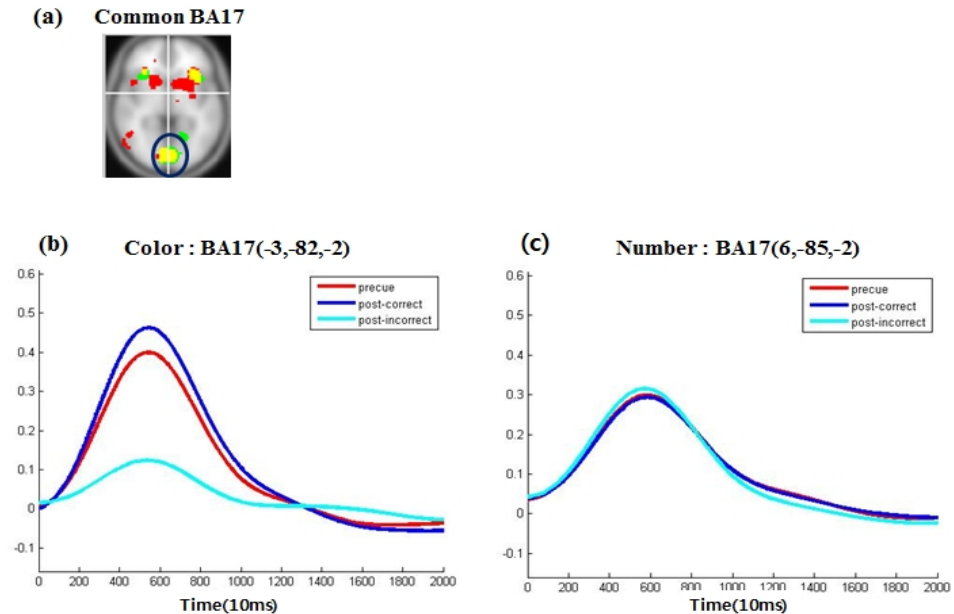 (a) Common BA17
(b) Color : BA17(-3,-82,-2)
0.6
0.5
0.4
0.3
0.2
0.1
0
-0.1
precue
post-correct
post-incorrect
0 200 400 600 800 1000 1200 1400 1600 1800 2000
Time(10ms)
(c) Number : BA17(6,-85,-2)
0.6
0.5
0.4
0.3
0.2
0.1
0
-0.1
precue
post-correct
post-incorrect
0 200 400 600 800 1000 1200 1400 1600 1800 2000
Time(10ms)